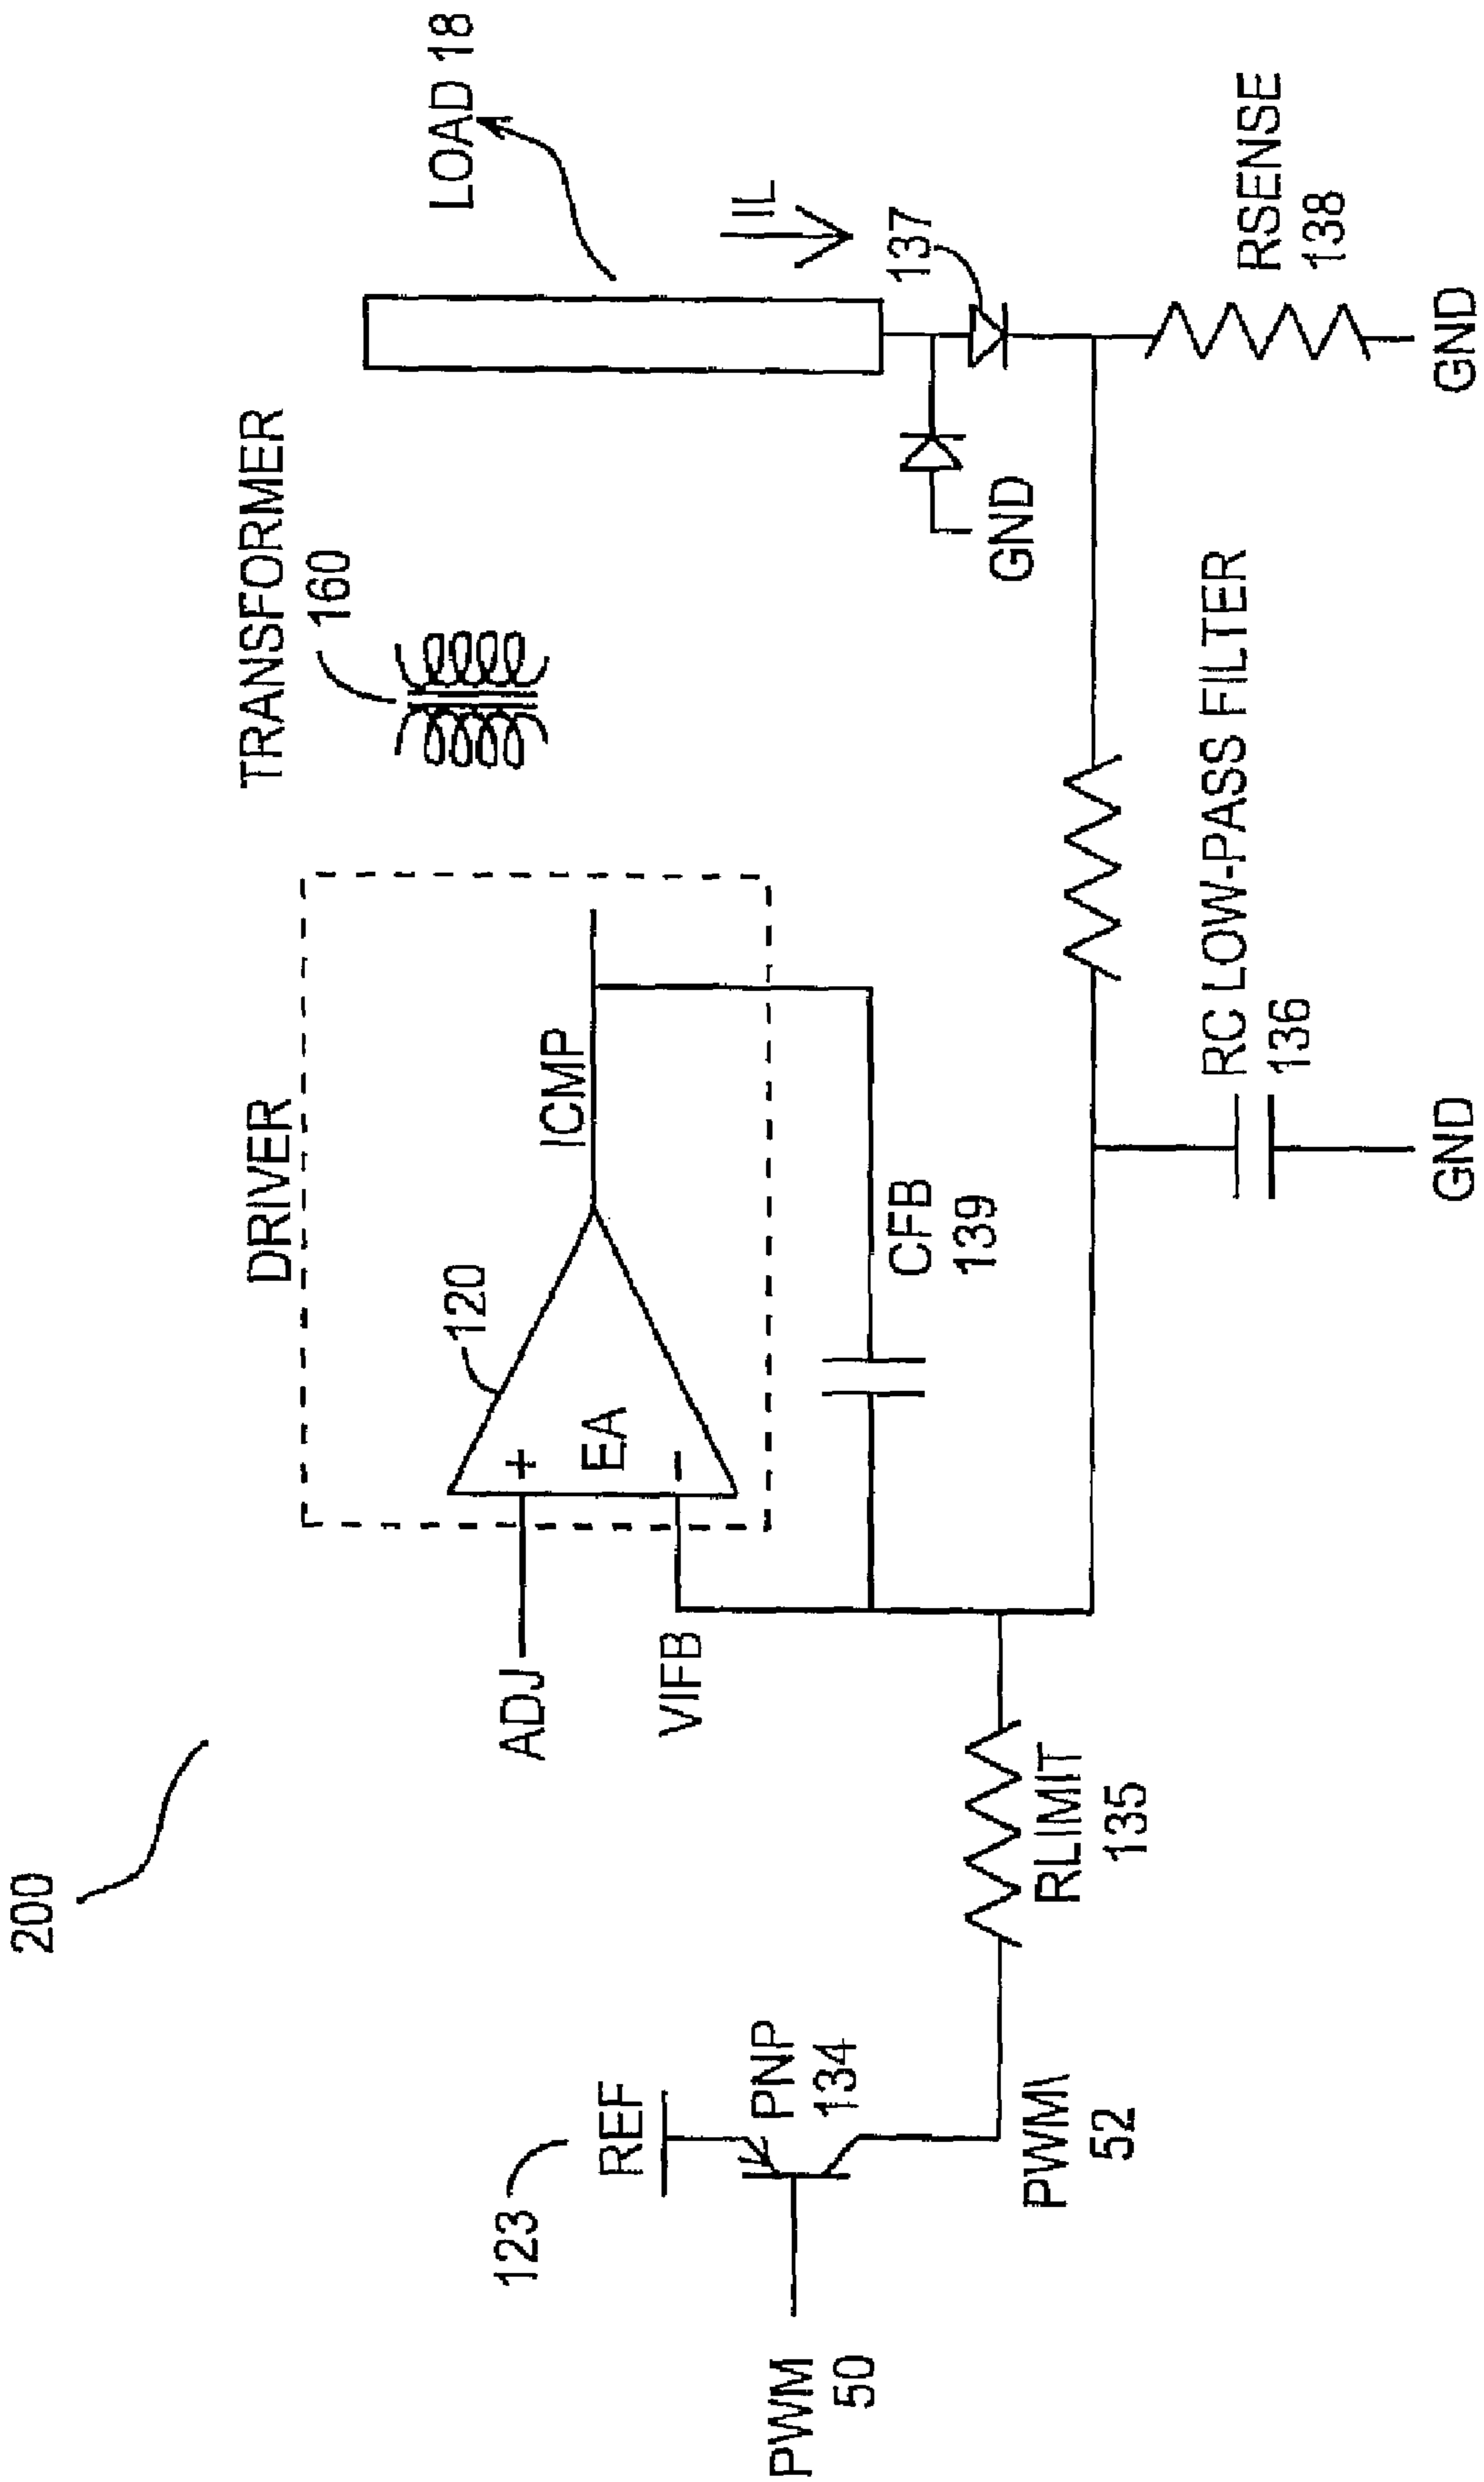 200
DRIVER
TRANSFORMER
160
LOAD 18
120
ADJ
+
EA
-
ICMP
VIFB
IL
137
123
REF
PNP
134
CFB
139
GND
PWM
50
PWM\
52
RLIMIT
135
RC LOW-PASS FILTER
136
RSENSE
138
GND
GND